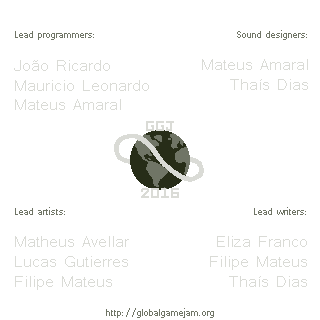 Lead programmers:
João Ricardo
Mauricio Leonardo
Mateus Amaral
Sound designers:
Mateus Amaral
Thaís Dias
GGJ
2016
Lead artists:
Matheus Avellar
Lucas Gutierres
Filipe Mateus
Lead writers:
Eliza Franco
Filipe Mateus
Thaís Dias
http://globalgamejam.org